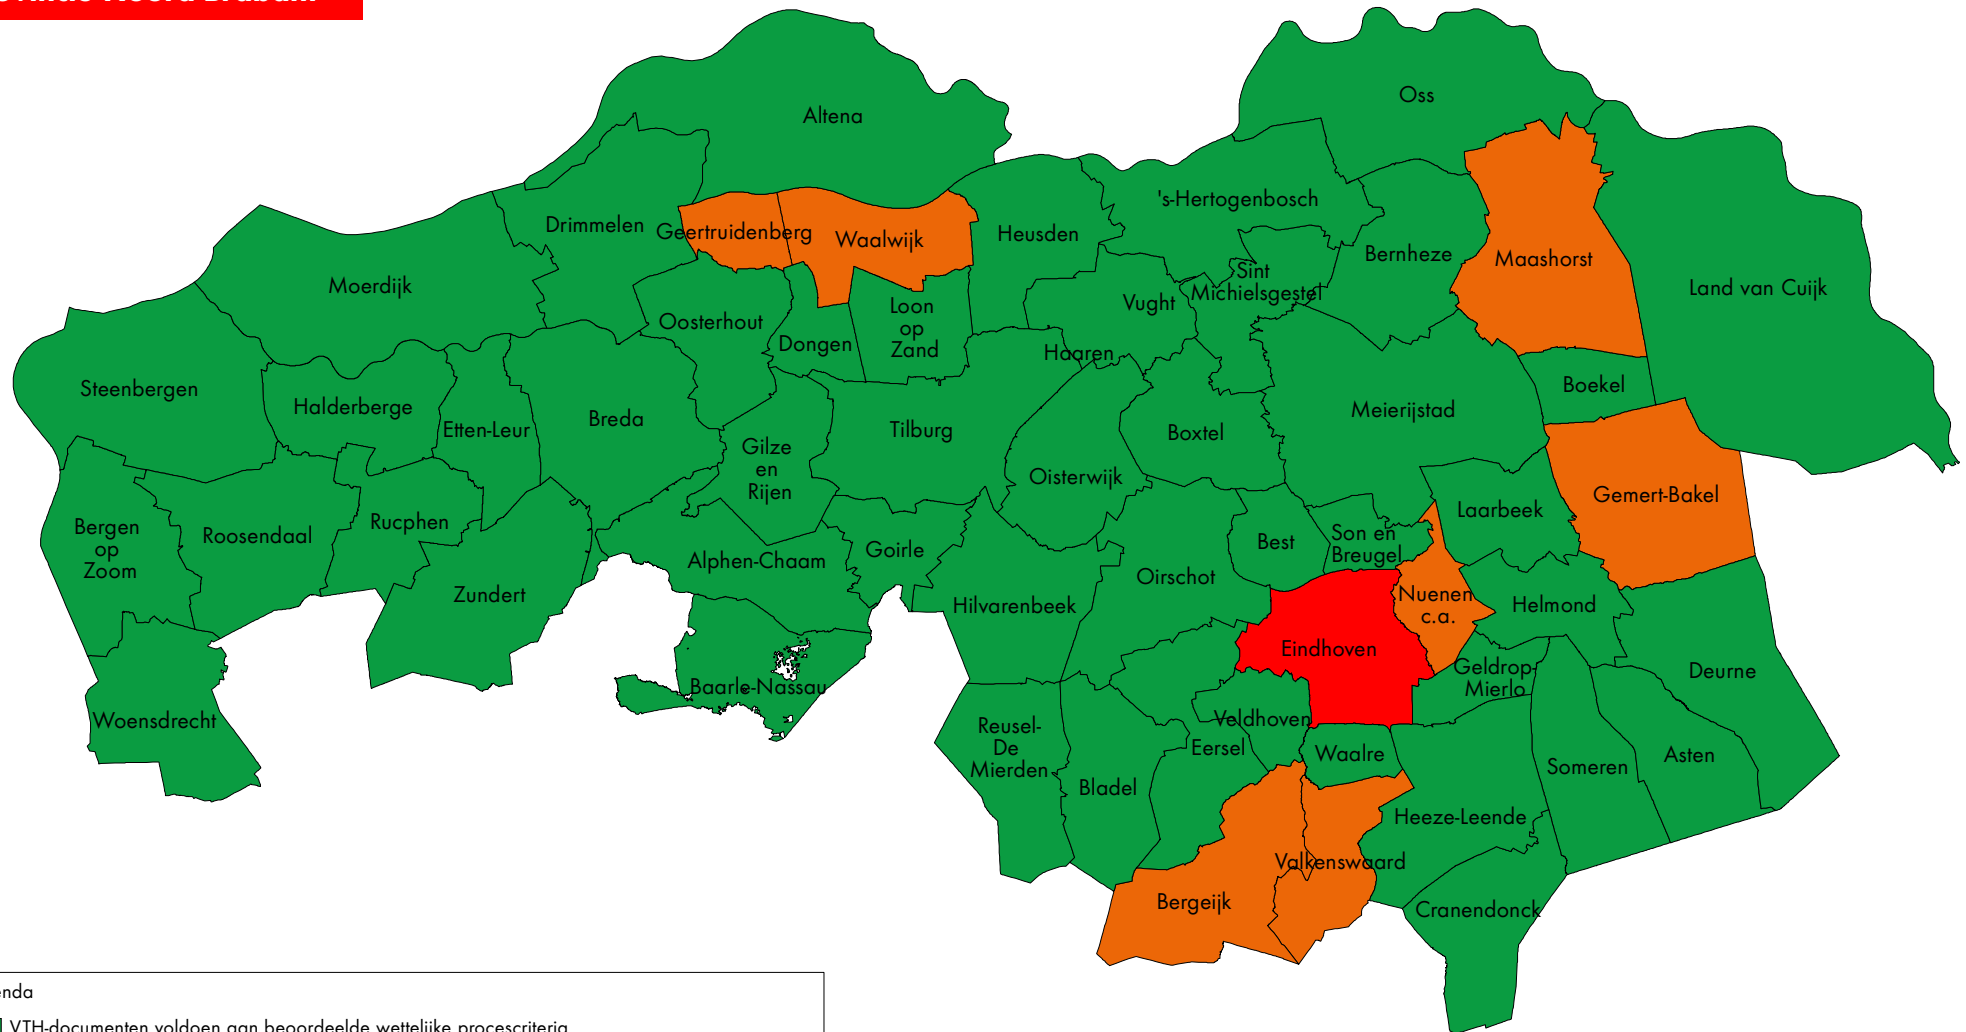 Noord-Brabant
Altena
Oss
Drimmelen
Geertruidenberg
Waalwijk
Heusden
's-Hertogenbosch
Bernheze
Maashorst
Land van Cuijk
Moerdijk
Oosterhout
Dongen
Loon
op
Zand
Vught
Sint
Michielsgestel
Haaren
Steenbergen
Halderberge
Etten-Leur
Breda
Gilze
en
Rijen
Tilburg
Oisterwijk
Boxtel
Meierijstad
Boekel
Gemert-Bakel
Bergen
op
Zoom
Roosendaal
Rucphen
Zundert
Alphen-Chaam
Goirle
Hilvarenbeek
Oirschot
Best
Son en
Breugel
Laarbeek
Nuenen
c.a.
Helmond
Woensdrecht
Baarle-Nassau
Eindhoven
Geldrop-
Mierlo
Deurne
Reusel-
De
Mierden
Bladel
Eersel
Veldhoven
Waalre
Someren
Asten
Heeze-Leende
Valkenswaard
Bergeijk
Cranendonck
enda
VTH-documenten voldoen aan beoordeelde wettelijke procescriteria